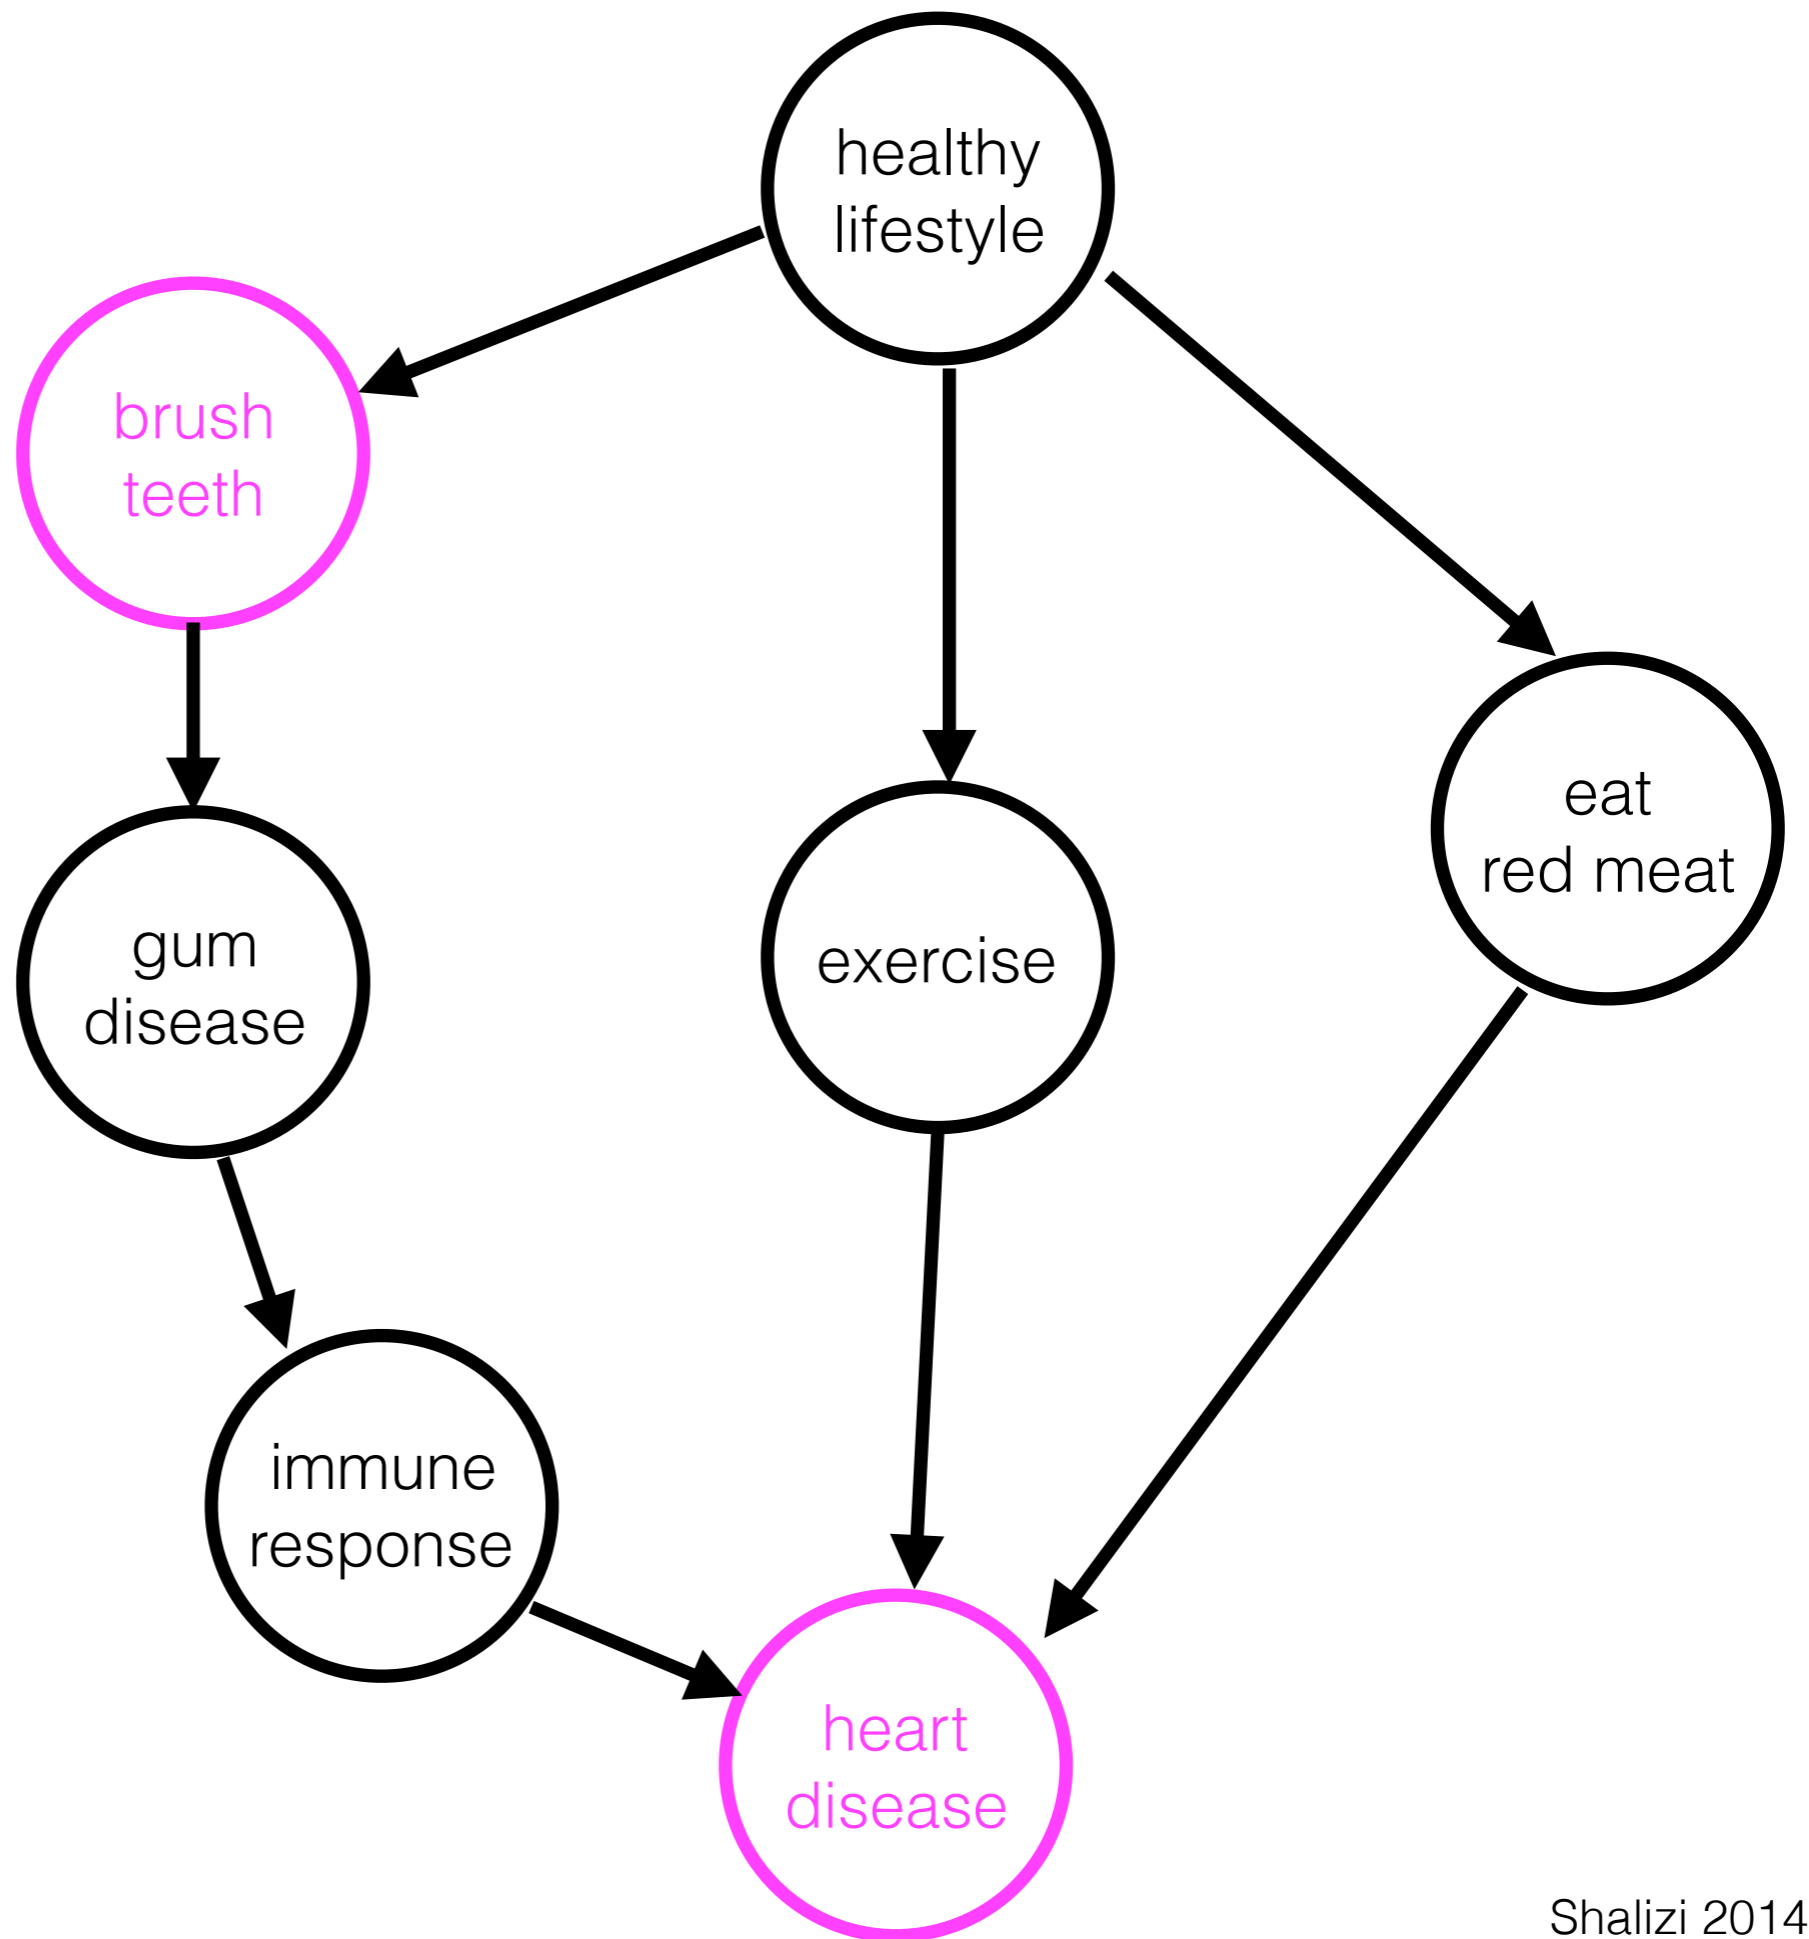 healthy
lifestyle
brush
teeth
eat
red meat
gum
disease
exercise
immune
response
heart
disease
Shalizi 2014